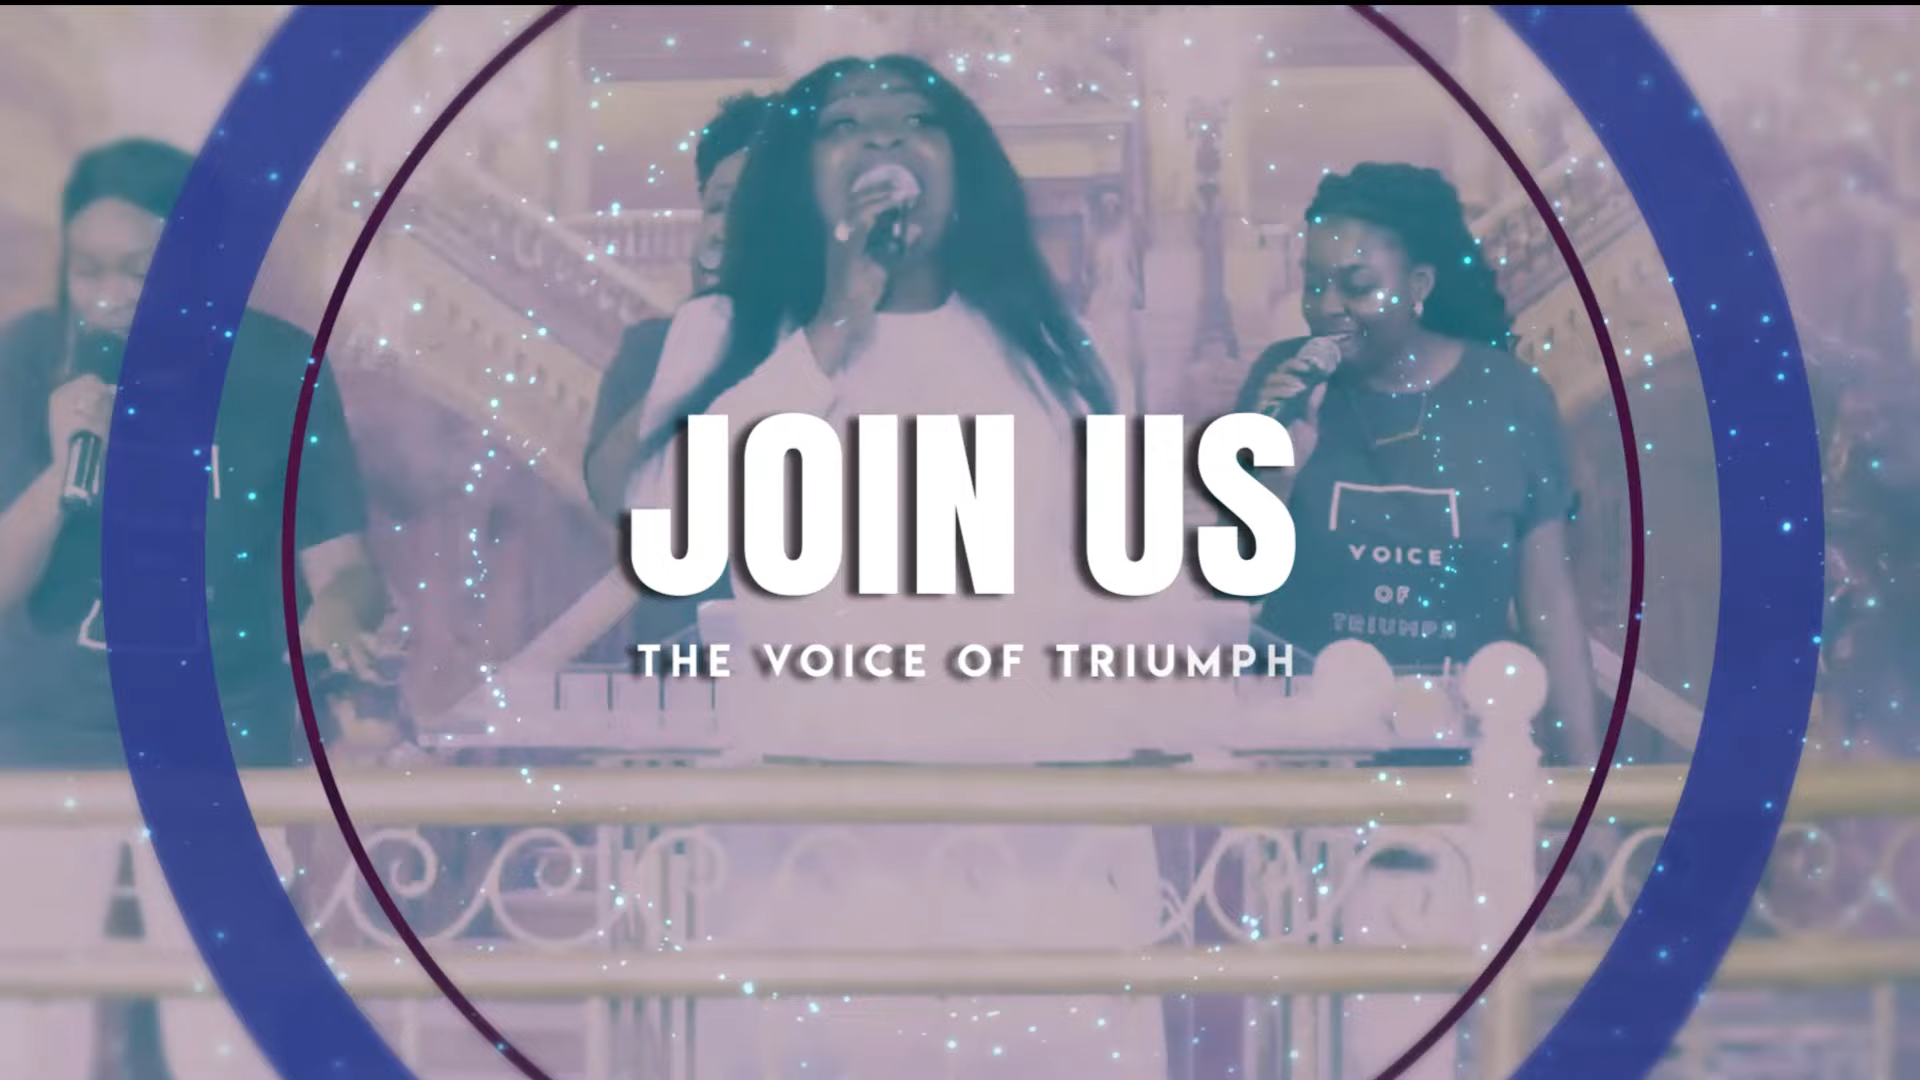 JOIN US
THE VOICE OF TRIUMPH
VOICE
OF
TRIUMPH